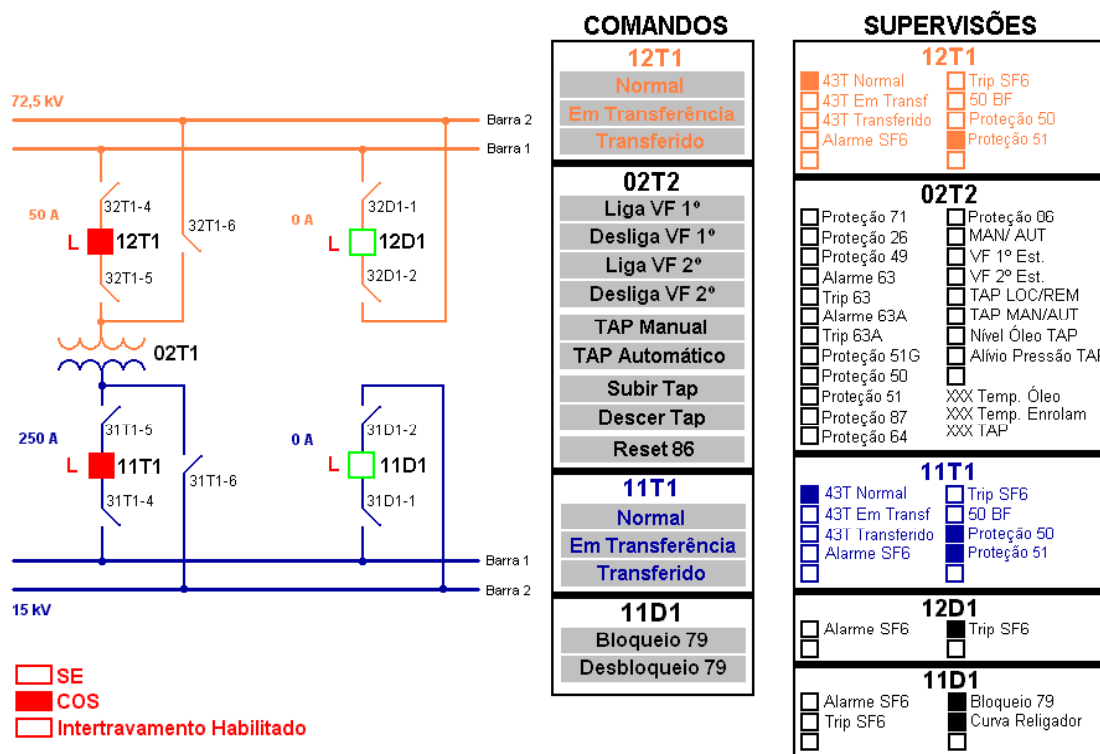 COMANDOS
12T1
Normal
Em Transferência
Transferido
02T2
Liga VF 1º
Desliga VF 1º
Liga VF 2º
Desliga VF 2º
TAP Manual
TAP Automático
Subir Tap
Descer Tap
Reset 86
11T1
Normal
Em Transferência
Transferido
11D1
Bloqueio 79
Desbloqueio 79
SUPERVISÕES
12T1
43T Normal
43T Em Transf
43T Transferido
Alarme SF6
Trip SF6
50 BF
Proteção 50
Proteção 51
02T2
Proteção 71
Proteção 26
Proteção 49
Alarme 63
Trip 63
Alarme 63A
Trip 63A
Proteção 51G
Proteção 50
Proteção 51
Proteção 87
Proteção 64
Proteção 86
MAN/ AUT
VF 1º Est.
VF 2º Est.
TAP LOC/REM
TAP MAN/AUT
Nível Óleo TAP
Alívio Pressão TAP
XXX Temp. Óleo
XXX Temp. Enrolam
XXX TAP
11T1
43T Normal
43T Em Transf
43T Transferido
Alarme SF6
Trip SF6
50 BF
Proteção 50
Proteção 51
12D1
Alarme SF6
Trip SF6
11D1
Alarme SF6
Trip SF6
Bloqueio 79
Curva Religador
72,5 kV
Barra 2
Barra 1
32T1-4
50 A
L
12T1
32T1-5
32T1-6
32D1-1
0 A
L
12D1
32D1-2
02T1
31T1-5
250 A
L
11T1
31T1-4
31T1-6
31D1-2
0 A
L
11D1
31D1-1
Barra 1
Barra 2
15 kV
SE
COS
Intertravamento Habilitado